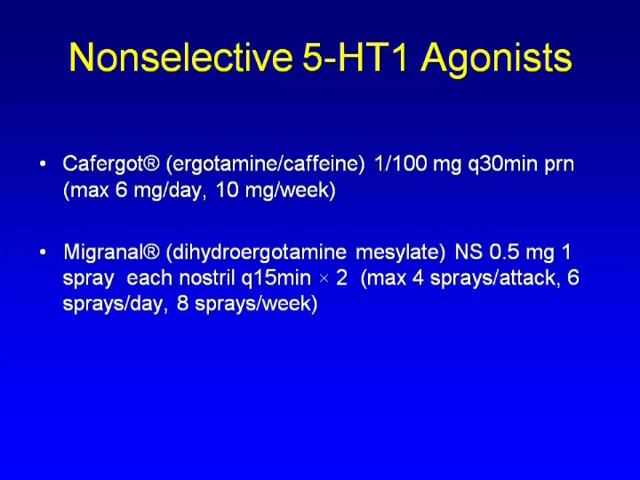 Nonselective 5-HT1 Agonists
• Cafergot® (ergotamine/caffeine) 1/100 mg q30min prn
(max 6 mg/day, 10 mg/week)
• Migranal® (dihydroergotamine mesylate) NS 0.5 mg 1
spray each nostril q15min × 2 (max 4 sprays/attack, 6
sprays/day, 8 sprays/week)